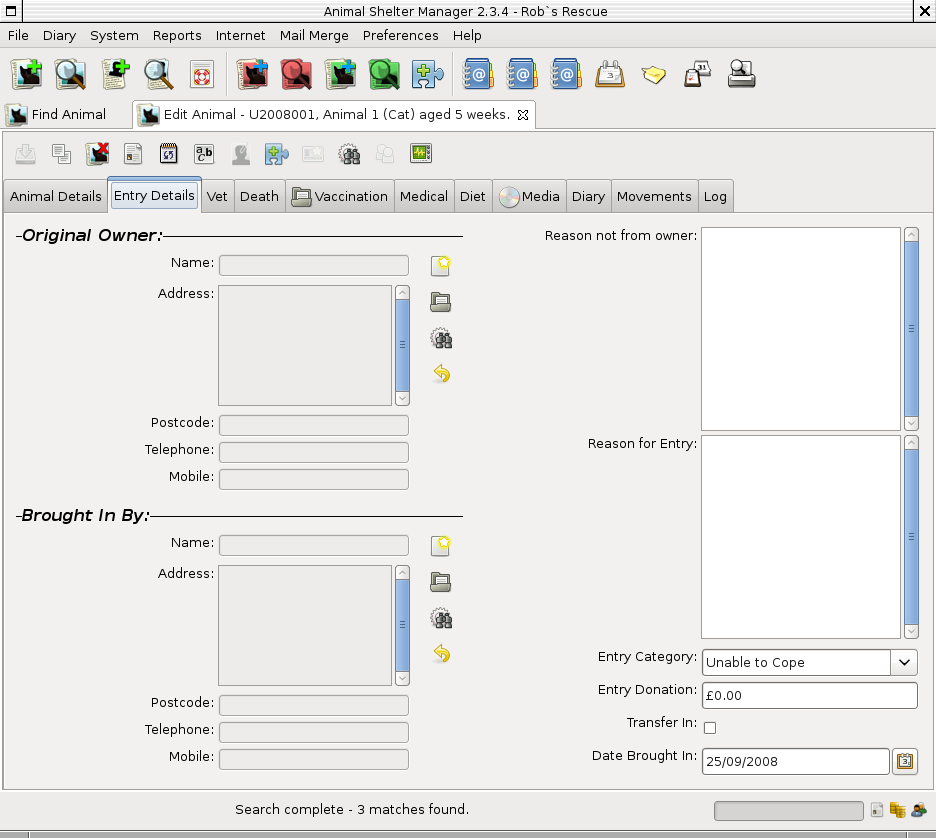 Animal Shelter Manager 2.3.4 - Rob`s Rescue
File Diary System Reports Internet Mail Merge Preferences Help
Find Animal
Edit Animal - U2008001, Animal 1 (Cat) aged 5 weeks.
Animal Details Entry Details Vet Death Vaccination Medical Diet Media Diary Movements Log
Original Owner:
Name:
Address:
Postcode:
Telephone:
Mobile:
Brought In By:
Name:
Address:
Postcode:
Telephone:
Mobile:
Reason not from owner:
Reason for Entry:
Entry Category: Unable to Cope
Entry Donation: £0.00
Transfer In:
Date Brought In: 25/09/2008
Search complete - 3 matches found.